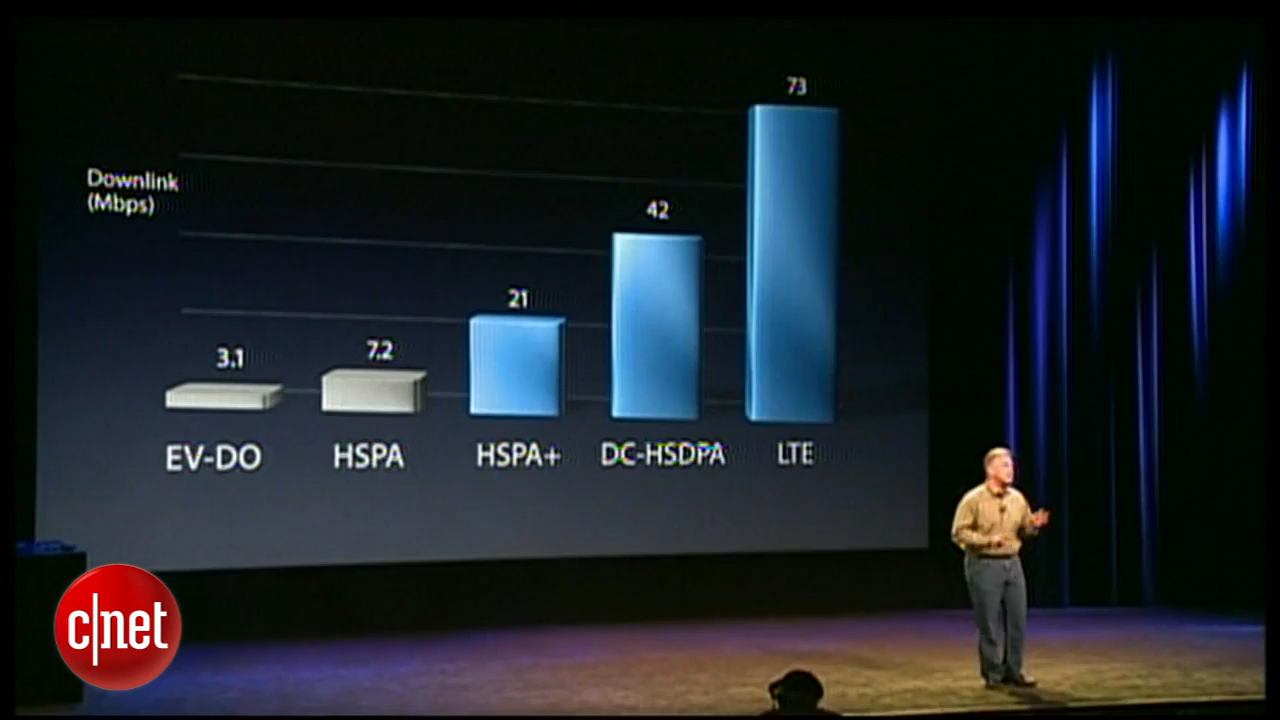 Downlink
(Mbps)
3.1
7.2
21
42
73
EV-DO
HSPA
HSPA+
DC-HSDPA
LTE
c|net